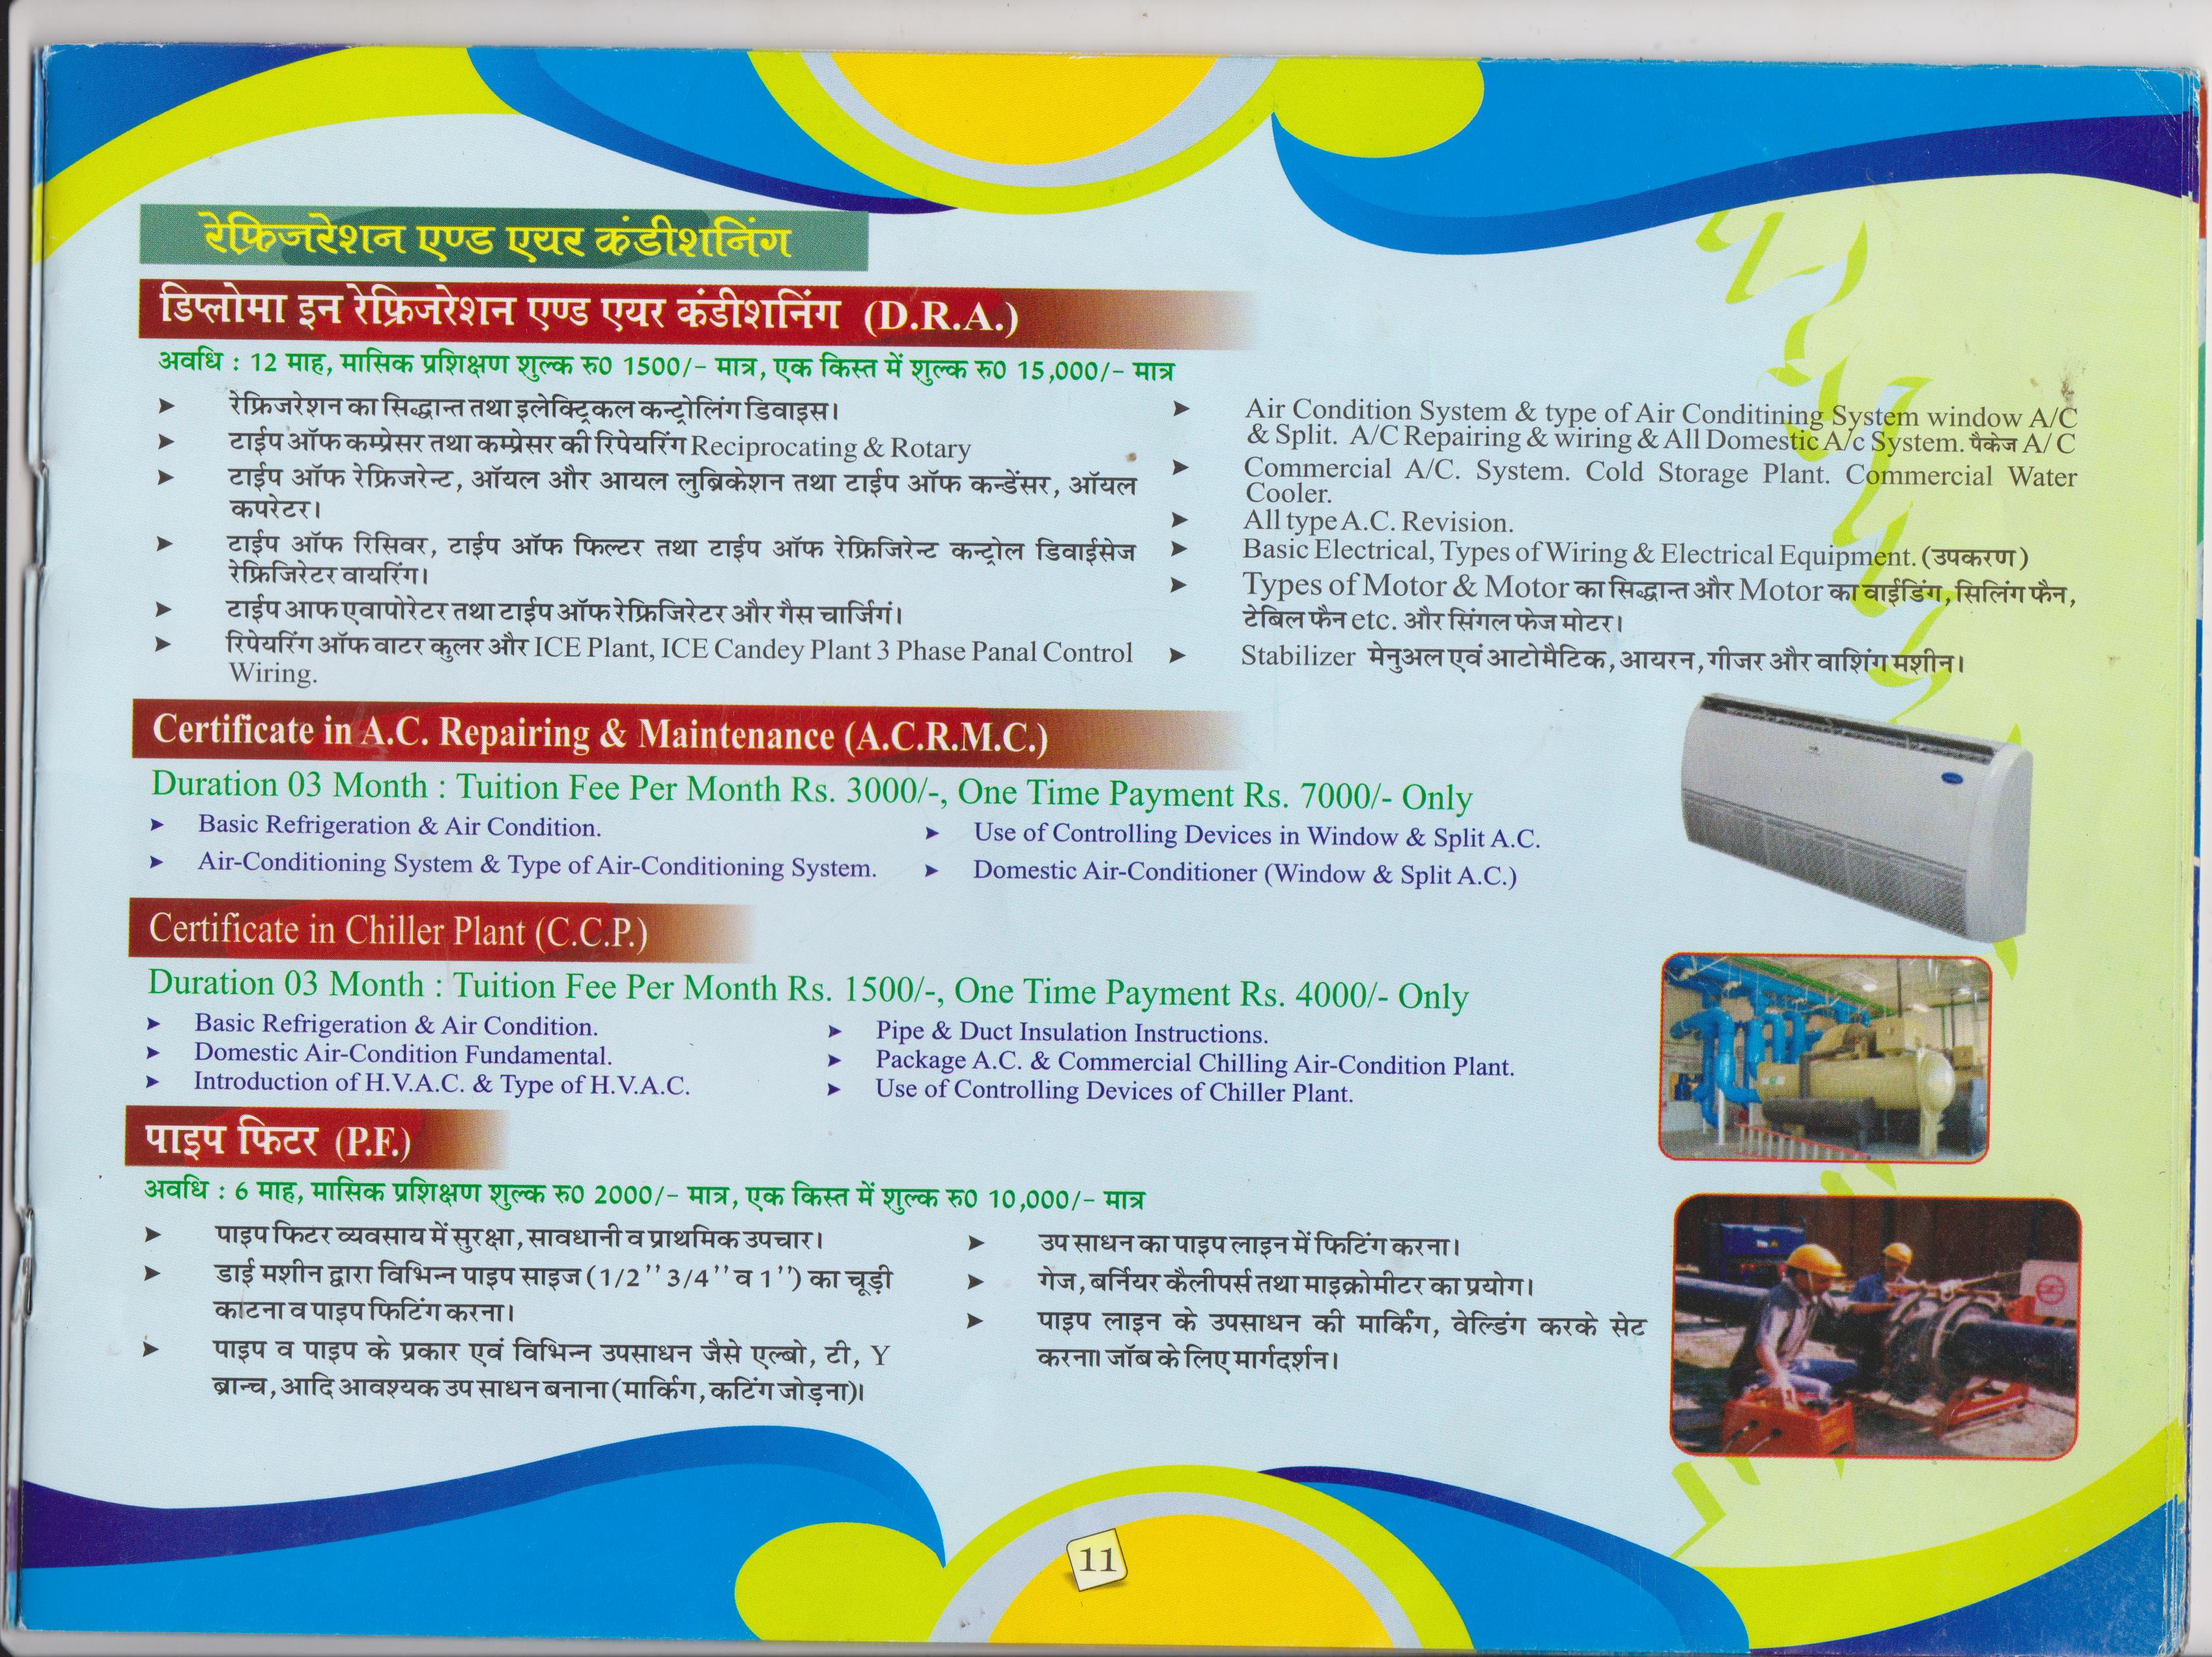 रेफ्रिजरेशन एण्ड एयर कंडीशनिंग
डिप्लोमा इन रेफ्रिजरेशन एण्ड एयर कंडीशनिंग (D.R.A.)
अवधि : 12 माह, मासिक प्रशिक्षण शुल्क रु0 1500/- मात्र, एक किस्त में शुल्क रु0 15,000/- मात्र
➤ रेफ्रिजरेशन का सिद्धान्त तथा इलेक्ट्रिकल कन्ट्रोलिंग डिवाइस।
➤ टाईप ऑफ कम्प्रेसर तथा कम्प्रेसर की रिपेयरिंग Reciprocating & Rotary
➤ टाईप ऑफ रेफ्रिजरेन्ट, ऑयल और आयल लुब्रिकेशन तथा टाईप ऑफ कन्डेंसर, ऑयल
कपरेटर।
➤ टाईप ऑफ रिसिवर, टाईप ऑफ फिल्टर तथा टाईप ऑफ रेफ्रिजिरेन्ट कन्ट्रोल डिवाईसेज
रेफ्रिजिरेटर वायरिंग।
➤ टाईप आफ एवापोरेटर तथा टाईप ऑफ रेफ्रिजिरेटर और गैस चार्जिगं।
➤ रिपेयरिंग ऑफ वाटर कुलर और ICE Plant, ICE Candey Plant 3 Phase Panal Control
Wiring.
➤ Air Condition System & type of Air Conditining System window A/C
& Split. A/C Repairing & wiring & All Domestic A/c System. पैकेज A/C
➤ Commercial A/C. System. Cold Storage Plant. Commercial Water
Cooler.
➤ All type A.C. Revision.
➤ Basic Electrical, Types of Wiring & Electrical Equipment. (उपकरण)
➤ Types of Motor & Motor का सिद्धान्त और Motor का वाईडिंग, सिलिंग फैन,
टेबिल फैन etc. और सिंगल फेज मोटर।
➤ Stabilizer मेनुअल एवं आटोमैटिक, आयरन, गीजर और वाशिंग मशीन।
Certificate in A.C. Repairing & Maintenance (A.C.R.M.C.)
Duration 03 Month : Tuition Fee Per Month Rs. 3000/-, One Time Payment Rs. 7000/- Only
➤ Basic Refrigeration & Air Condition.
➤ Air-Conditioning System & Type of Air-Conditioning System.
➤ Use of Controlling Devices in Window & Split A.C.
➤ Domestic Air-Conditioner (Window & Split A.C.)
Certificate in Chiller Plant (C.C.P.)
Duration 03 Month : Tuition Fee Per Month Rs. 1500/-, One Time Payment Rs. 4000/- Only
➤ Basic Refrigeration & Air Condition.
➤ Domestic Air-Condition Fundamental.
➤ Introduction of H.V.A.C. & Type of H.V.A.C.
➤ Pipe & Duct Insulation Instructions.
➤ Package A.C. & Commercial Chilling Air-Condition Plant.
➤ Use of Controlling Devices of Chiller Plant.
पाइप फिटर (P.F.)
अवधि : 6 माह, मासिक प्रशिक्षण शुल्क रु0 2000/- मात्र, एक किस्त में शुल्क रु0 10,000/- मात्र
➤ पाइप फिटर व्यवसाय में सुरक्षा, सावधानी व प्राथमिक उपचार।
➤ डाई मशीन द्वारा विभिन्न पाइप साइज (1/2'' 3/4'' व 1'') का चूड़ी
काटना व पाइप फिटिंग करना।
➤ पाइप व पाइप के प्रकार एवं विभिन्न उपसाधन जैसे एल्बो, टी, Y
ब्रान्च, आदि आवश्यक उप साधन बनाना (मार्किग, कटिंग जोड़ना)।
➤ उप साधन का पाइप लाइन में फिटिंग करना।
➤ गेज, बर्नियर कैलीपर्स तथा माइक्रोमीटर का प्रयोग।
➤ पाइप लाइन के उपसाधन की मार्किंग, वेल्डिंग करके सेट
करना। जॉब के लिए मार्गदर्शन।
11